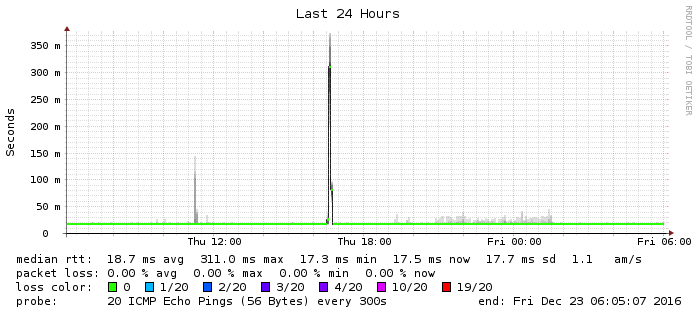 Last 24 Hours
RRDTOOL / TOBI OETIKER
Seconds
350 m
300 m
250 m
200 m
150 m
100 m
50 m
0
Thu 12:00 Thu 18:00 Fri 00:00 Fri 06:00
median rtt: 18.7 ms avg 311.0 ms max 17.3 ms min 17.5 ms now 17.7 ms sd 1.1 am/s
packet loss: 0.00 % avg 0.00 % max 0.00 % min 0.00 % now
loss color: 0 1/20 2/20 3/20 4/20 10/20 19/20
probe: 20 ICMP Echo Pings (56 Bytes) every 300s end: Fri Dec 23 06:05:07 2016